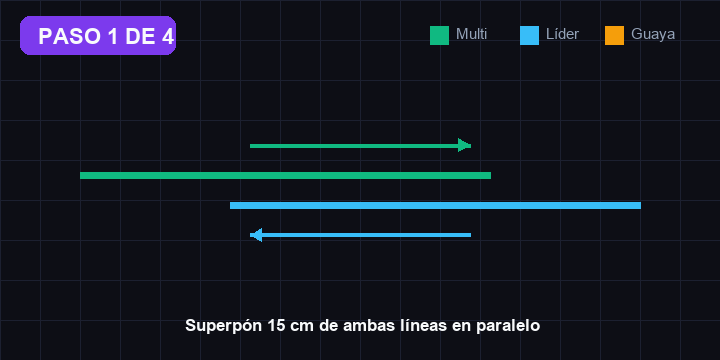 PASO 1 DE 4
Multi
Líder
Guaya
Superpón 15 cm de ambas líneas en paralelo